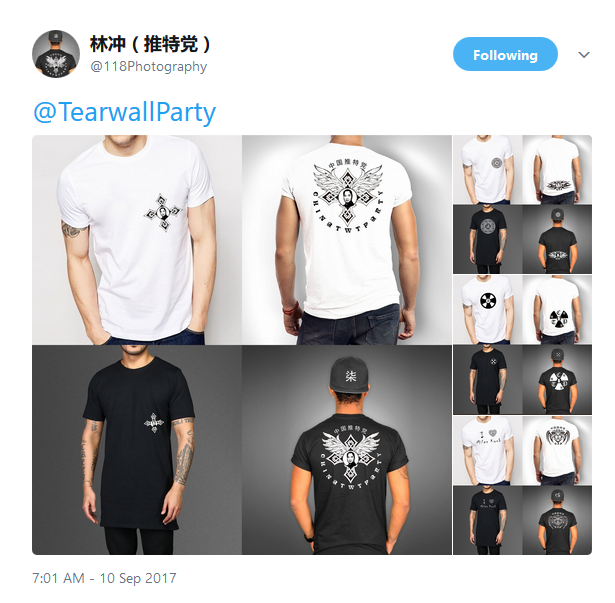 林冲（推特党）
@118Photography
Following
@TearwallParty
中国推特党
CHINATWTPARTY
柒
中国推特党
CHINATWTPARTY
7:01 AM - 10 Sep 2017